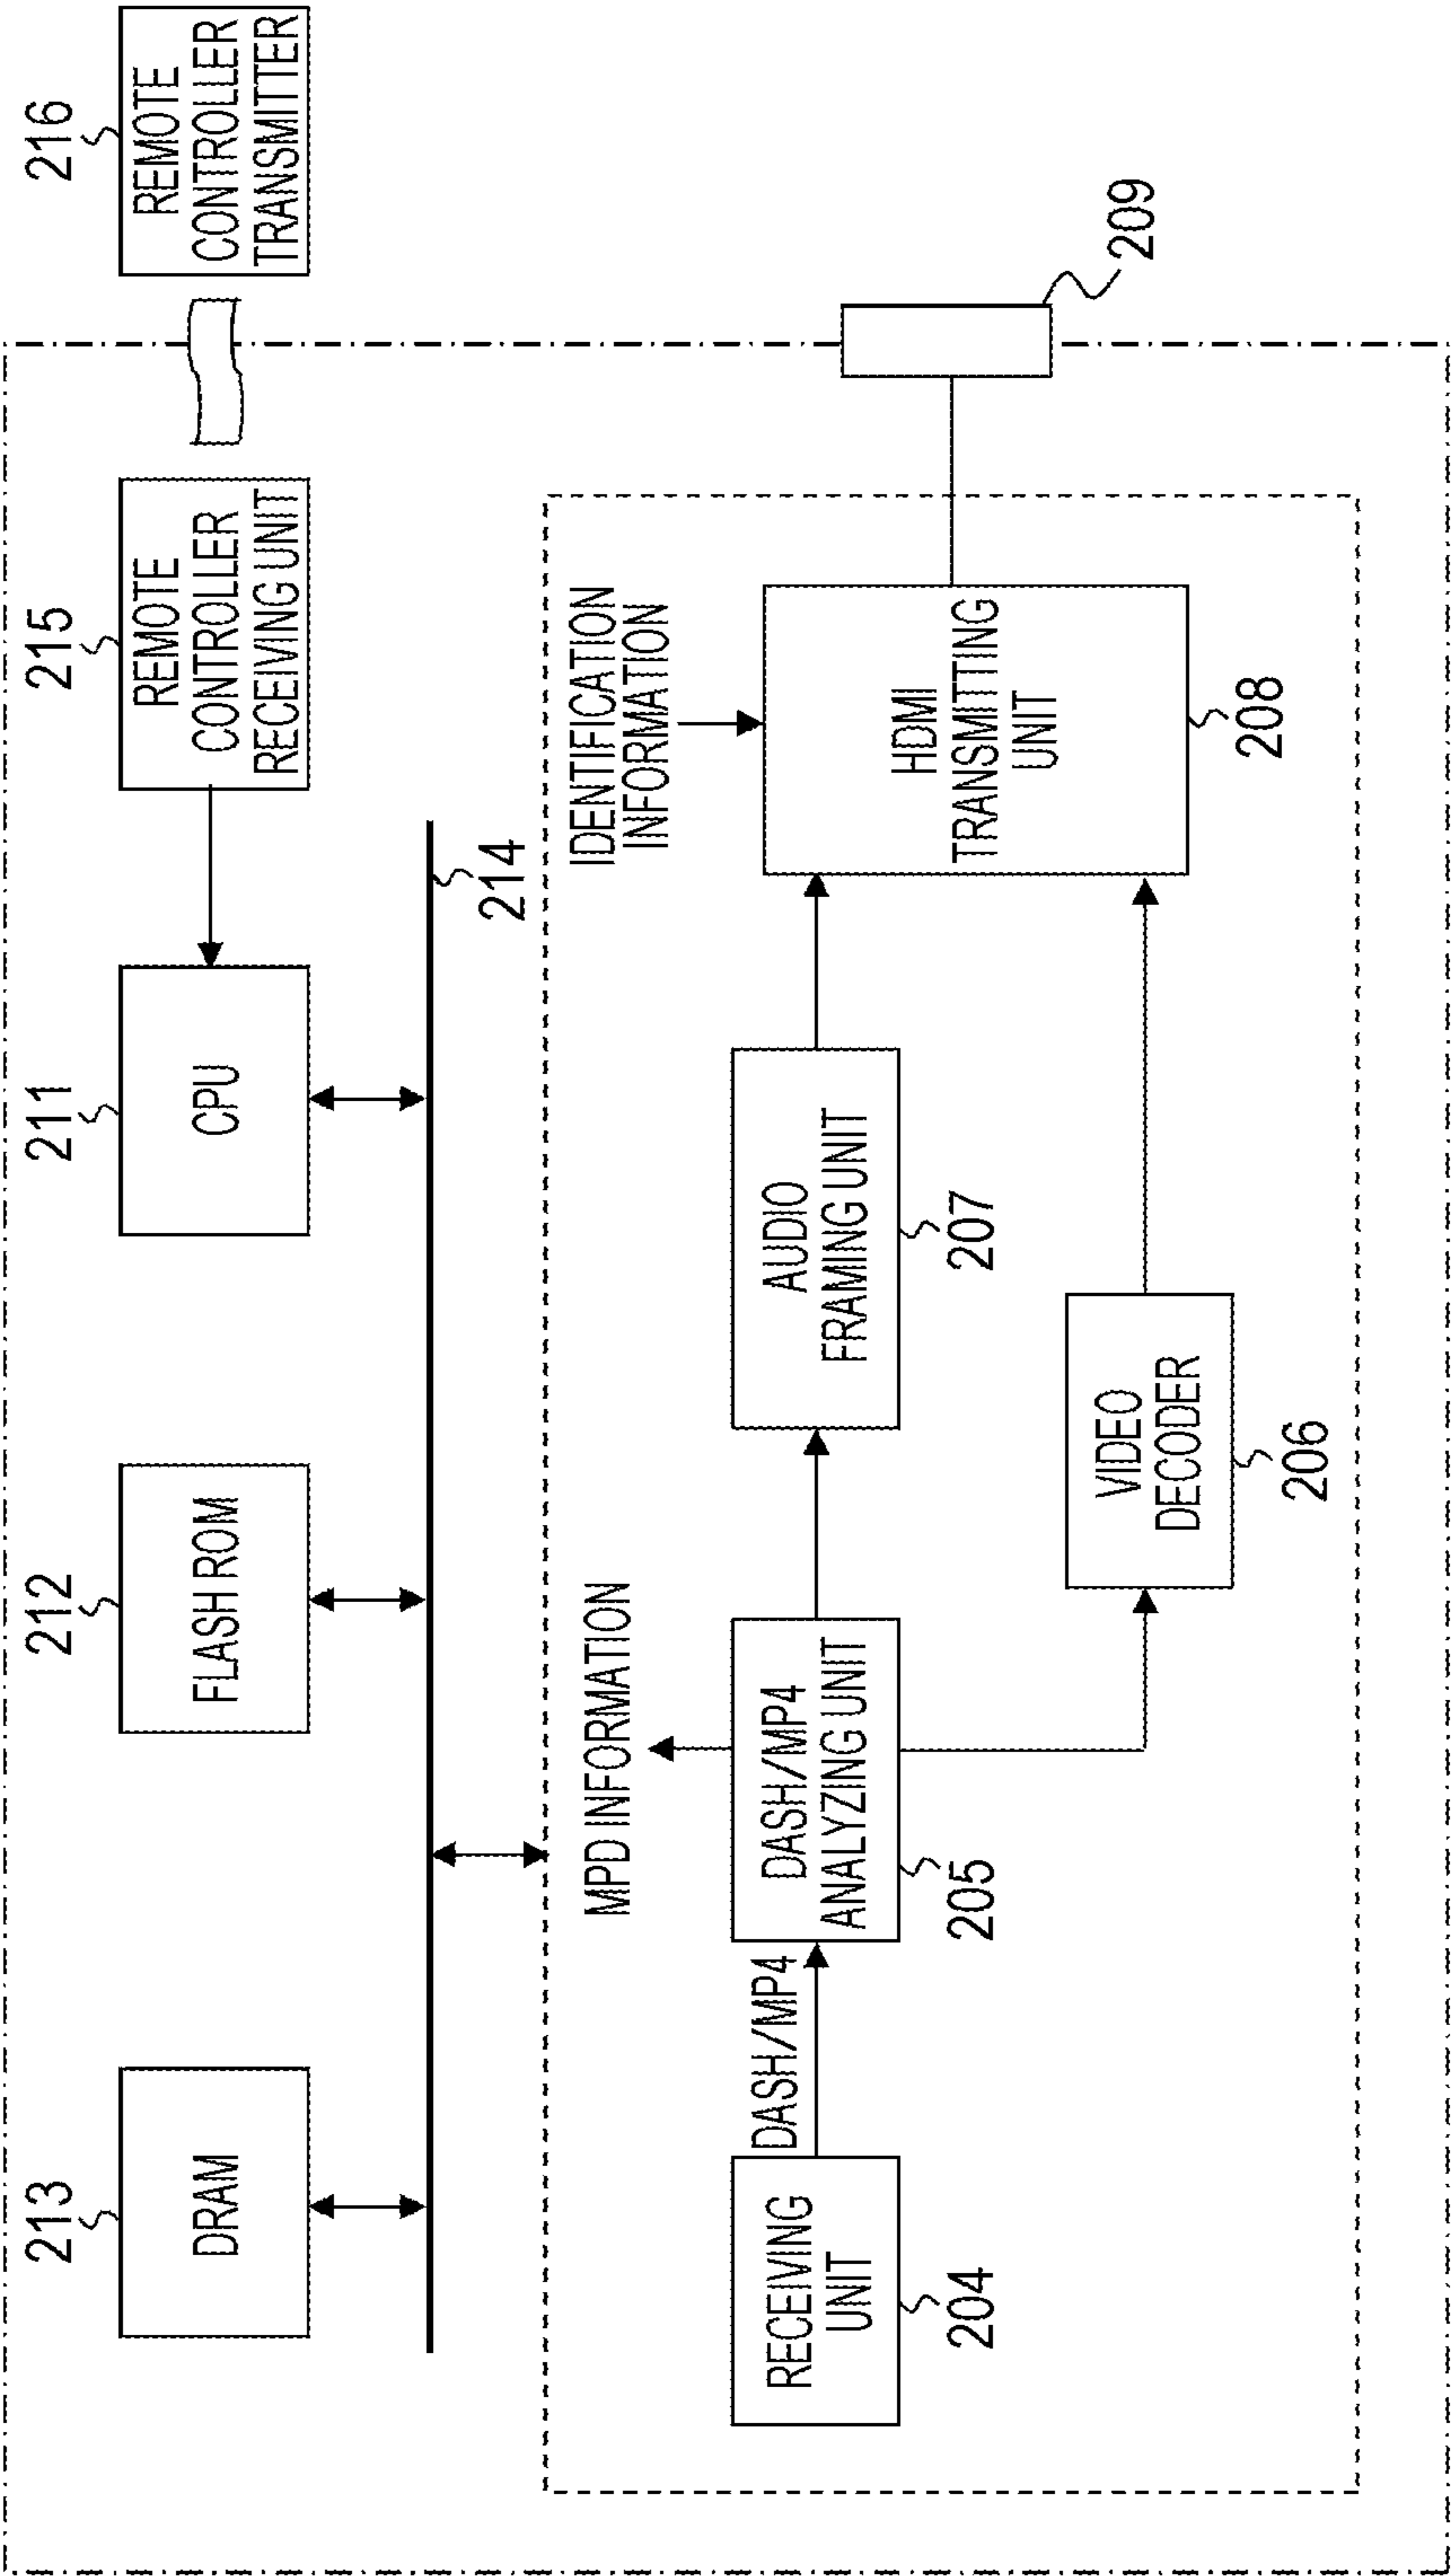 213
DRAM
212
FLASH ROM
211
CPU
215
REMOTE
CONTROLLER
RECEIVING UNIT
216
REMOTE
CONTROLLER
TRANSMITTER
214
MPD INFORMATION
IDENTIFICATION
INFORMATION
RECEIVING
UNIT
204
DASH/MP4
DASH/MP4
ANALYZING UNIT
205
AUDIO
FRAMING UNIT
207
VIDEO
DECODER
206
HDMI
TRANSMITTING
UNIT
208
209